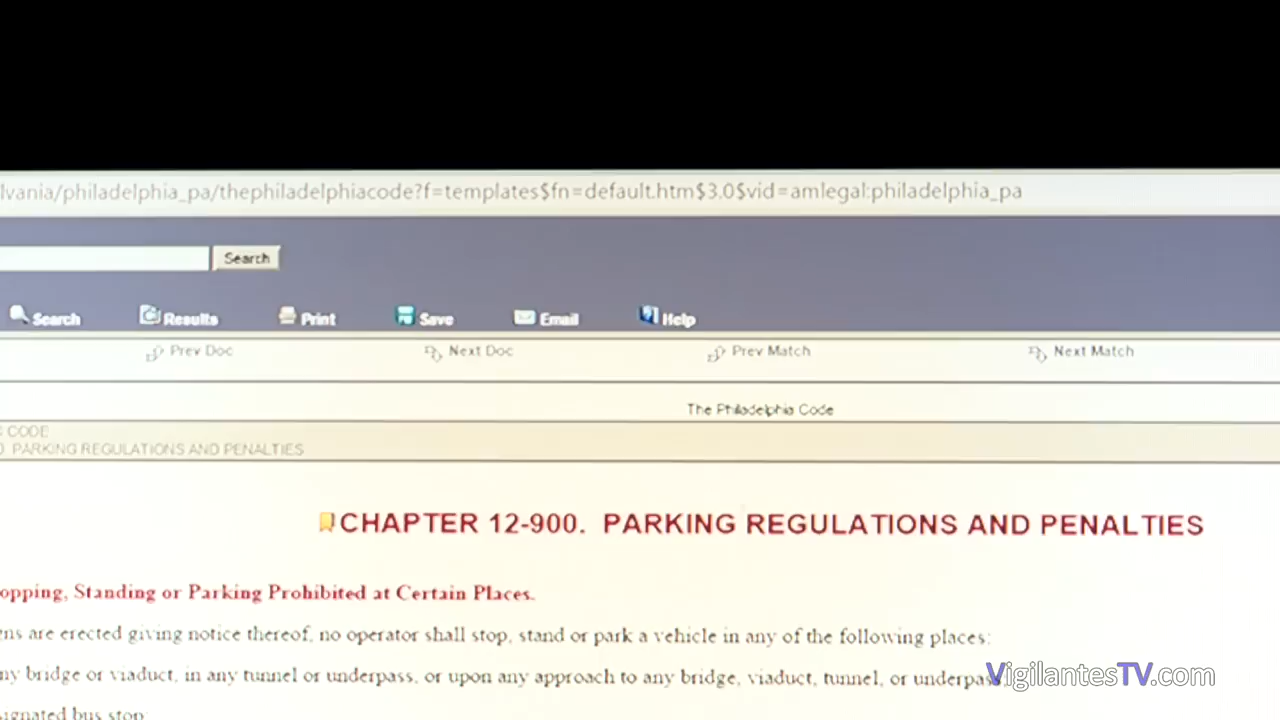 lvania/philadelphia_pa/thephiladelphiacode?f=templates$fn=default.htm$3.0$vid=amlegal:philadelphia_pa
Search
Search Results Print Save Email Help
Prev Doc Next Doc Prev Match Next Match
The Philadelphia Code
CODE
PARKING REGULATIONS AND PENALTIES
CHAPTER 12-900. PARKING REGULATIONS AND PENALTIES
opping, Standing or Parking Prohibited at Certain Places.
ns are erected giving notice thereof, no operator shall stop, stand or park a vehicle in any of the following places:
ny bridge or viaduct, in any tunnel or underpass, or upon any approach to any bridge, viaduct, tunnel, or underpass;
VigilantesTV.com
signated bus stop;